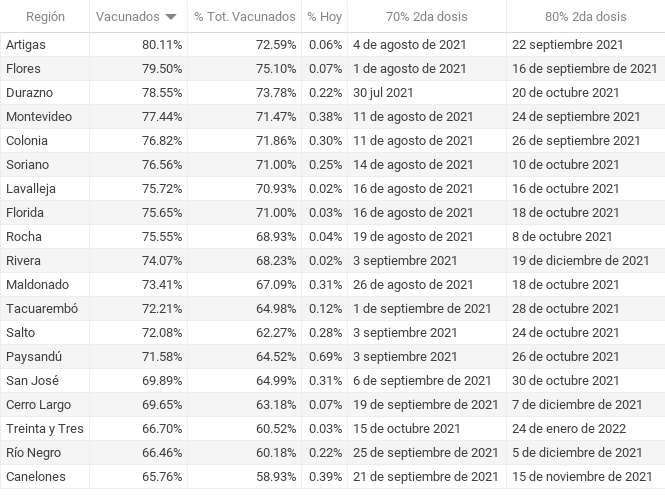 Región Vacunados % Tot. Vacunados % Hoy 70% 2da dosis 80% 2da dosis
Artigas 80.11% 72.59% 0.06% 4 de agosto de 2021 22 septiembre 2021
Flores 79.50% 75.10% 0.07% 1 de agosto de 2021 16 de septiembre de 2021
Durazno 78.55% 73.78% 0.22% 30 jul 2021 20 de octubre de 2021
Montevideo 77.44% 71.47% 0.38% 11 de agosto de 2021 24 de septiembre de 2021
Colonia 76.82% 71.86% 0.30% 11 de agosto de 2021 26 de septiembre de 2021
Soriano 76.56% 71.00% 0.25% 14 de agosto de 2021 10 de octubre de 2021
Lavalleja 75.72% 70.93% 0.02% 16 de agosto de 2021 16 de octubre de 2021
Florida 75.65% 71.00% 0.03% 16 de agosto de 2021 18 de octubre de 2021
Rocha 75.55% 68.93% 0.04% 19 de agosto de 2021 8 de octubre de 2021
Rivera 74.07% 68.23% 0.02% 3 septiembre 2021 19 de diciembre de 2021
Maldonado 73.41% 67.09% 0.31% 26 de agosto de 2021 18 de octubre de 2021
Tacuarembó 72.21% 64.98% 0.12% 1 de septiembre de 2021 28 de octubre de 2021
Salto 72.08% 62.27% 0.28% 3 septiembre 2021 24 de octubre de 2021
Paysandú 71.58% 64.52% 0.69% 3 septiembre 2021 26 de octubre de 2021
San José 69.89% 64.99% 0.31% 6 de septiembre de 2021 30 de octubre de 2021
Cerro Largo 69.65% 63.18% 0.07% 19 de septiembre de 2021 7 de diciembre de 2021
Treinta y Tres 66.70% 60.52% 0.03% 15 de octubre de 2021 24 de enero de 2022
Río Negro 66.46% 60.18% 0.22% 25 de septiembre de 2021 5 de diciembre de 2021
Canelones 65.76% 58.93% 0.39% 21 de septiembre de 2021 15 de noviembre de 2021